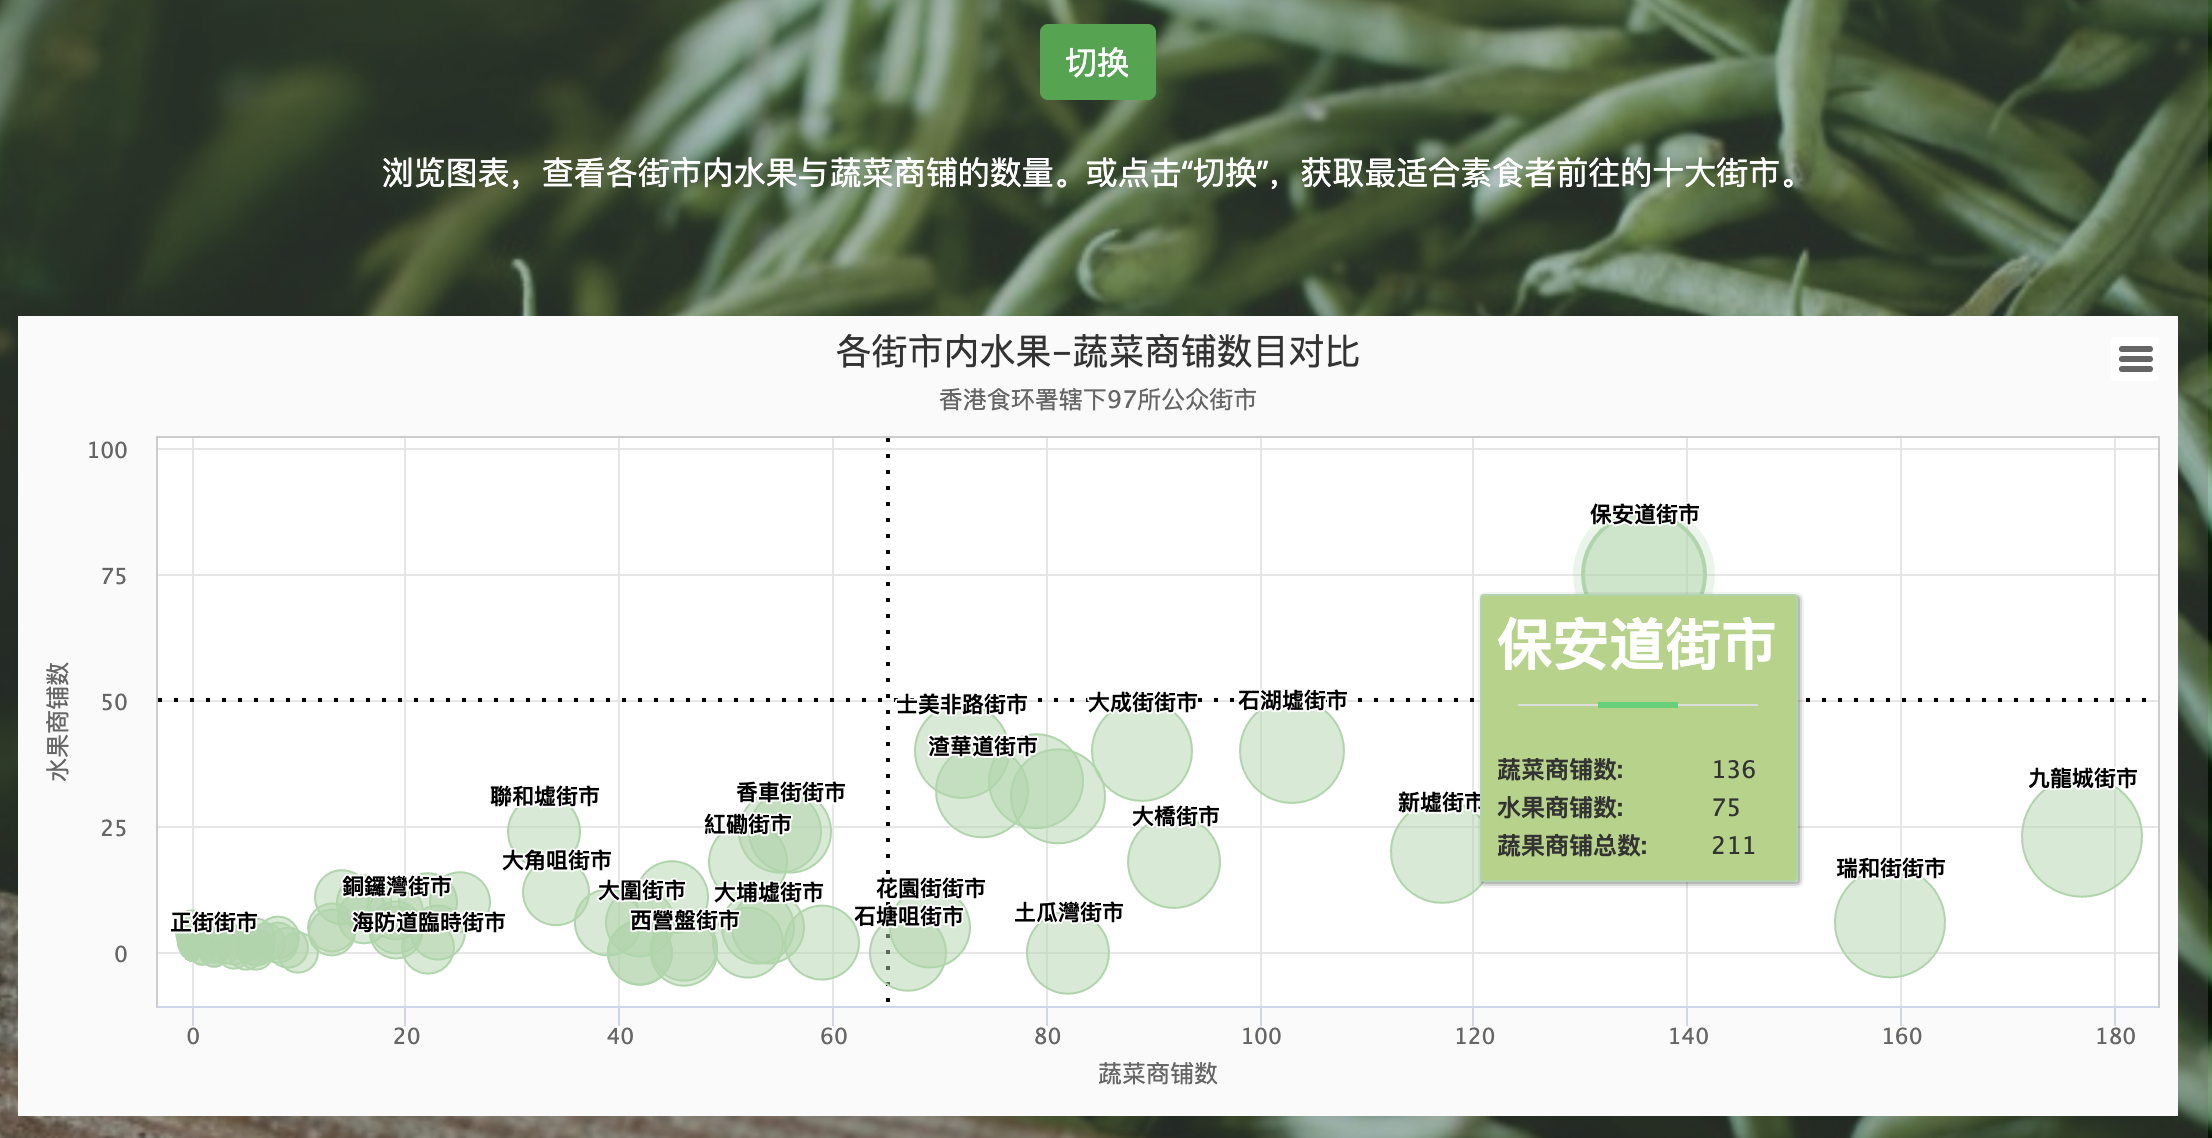 切换
浏览图表，查看各街市内水果与蔬菜商铺的数量。或点击“切换”，获取最适合素食者前往的十大街市。
各街市内水果-蔬菜商铺数目对比
香港食环署辖下97所公众街市
水果商铺数
100
75
50
25
0
保安道街市
士美非路街市
大成街街市
石湖墟街市
渣華道街市
聯和墟街市
香車街街市
紅磡街市
大橋街市
新墟街市
九龍城街市
大角咀街市
瑞和街街市
銅鑼灣街市
大圍街市
大埔墟街市
花園街街市
正街街市
海防道臨時街市
西營盤街市
石塘咀街市
土瓜灣街市
保安道街市
蔬菜商铺数: 136
水果商铺数: 75
蔬果商铺总数: 211
0 20 40 60 80 100 120 140 160 180
蔬菜商铺数